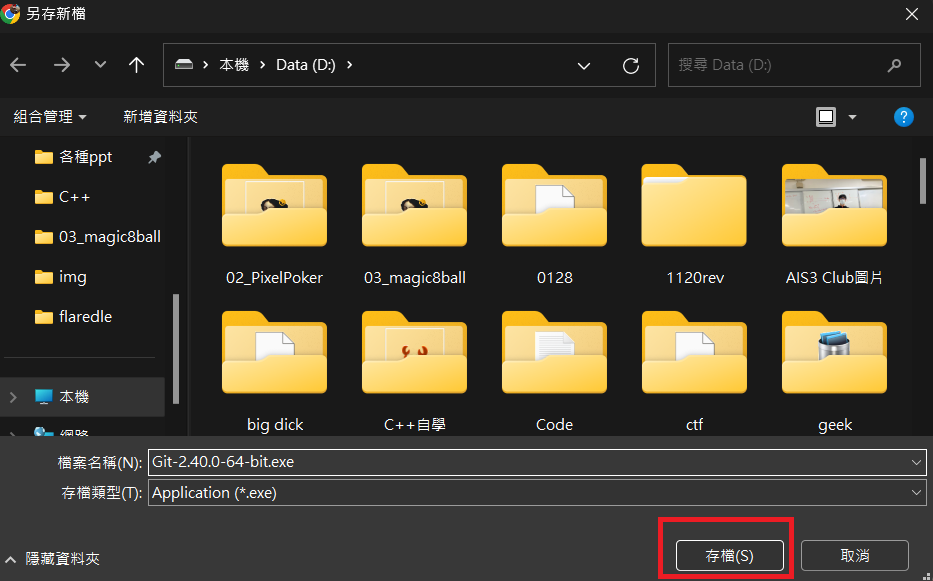 另存新檔
本機 > Data (D:) >
搜尋 Data (D:)
組合管理
新增資料夾
各種ppt
C++
03_magic8ball
img
flaredle
本機
網路
02_PixelPoker
03_magic8ball
0128
1120rev
AIS3 Club圖片
big dick
C++自學
Code
ctf
geek
檔案名稱(N): Git-2.40.0-64-bit.exe
存檔類型(T): Application (*.exe)
隱藏資料夾
存檔(S)
取消